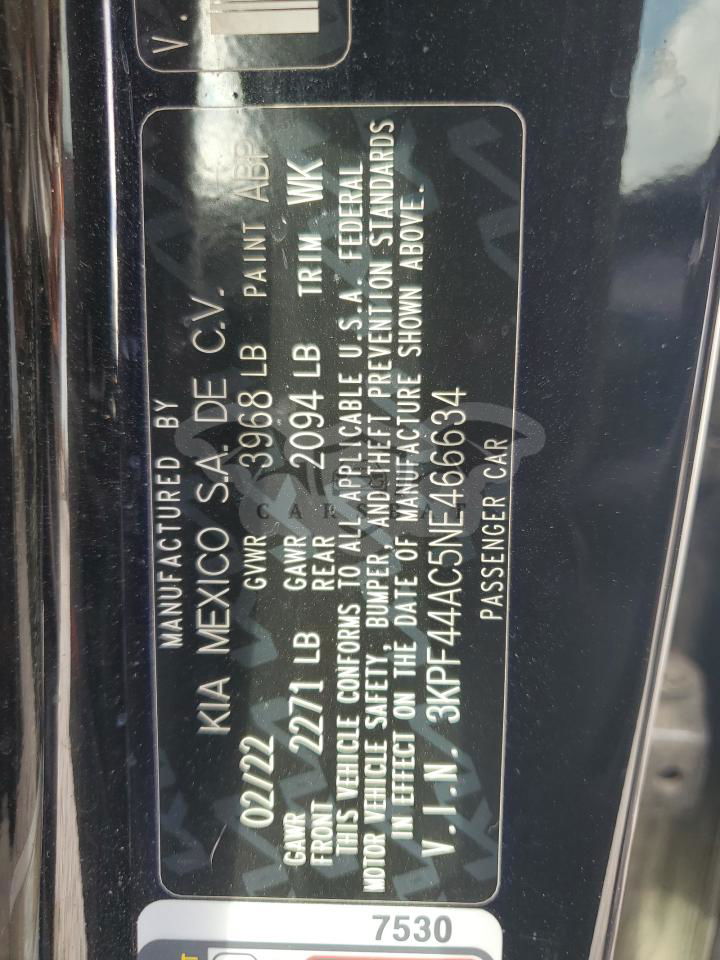 V.
MANUFACTURED BY
KIA MEXICO S.A. DE C.V.
02/22 GVWR 3968 LB PAINT ABP
GAWR FRONT 2271 LB GAWR REAR 2094 LB TRIM WK
THIS VEHICLE CONFORMS TO ALL APPLICABLE U.S.A. FEDERAL
MOTOR VEHICLE SAFETY, BUMPER, AND THEFT PREVENTION STANDARDS
IN EFFECT ON THE DATE OF MANUFACTURE SHOWN ABOVE.
V.I.N. 3KPF44AC5NE466634
PASSENGER CAR
7530